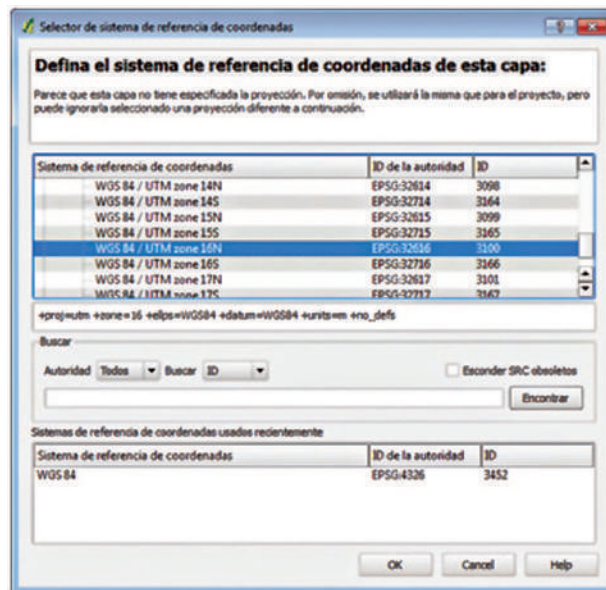 Selector de sistema de referencia de coordenadas
Defina el sistema de referencia de coordenadas de esta capa:
Parece que esta capa no tiene especificada la proyección. Por omisión, se utilizará la misma que para el proyecto, pero
puede ignorarla seleccionado una proyección diferente a continuación.
Sistema de referencia de coordenadas ID de la autoridad ID
WGS 84 / UTM zone 14N EPSG:32614 3098
WGS 84 / UTM zone 14S EPSG:32714 3164
WGS 84 / UTM zone 15N EPSG:32615 3099
WGS 84 / UTM zone 15S EPSG:32715 3165
WGS 84 / UTM zone 16N EPSG:32616 3100
WGS 84 / UTM zone 16S EPSG:32716 3166
WGS 84 / UTM zone 17N EPSG:32617 3101
WGS 84 / UTM zone 17S EPSG:32717 3167
+proj=utm +zone=16 +ellps=WGS84 +datum=WGS84 +units=m +no_defs
Buscar
Autoridad Todos Buscar ID Esconder SRC obsoletos
Encontrar
Sistemas de referencia de coordenadas usados recientemente
Sistema de referencia de coordenadas ID de la autoridad ID
WGS 84 EPSG:4326 3452
OK Cancel Help